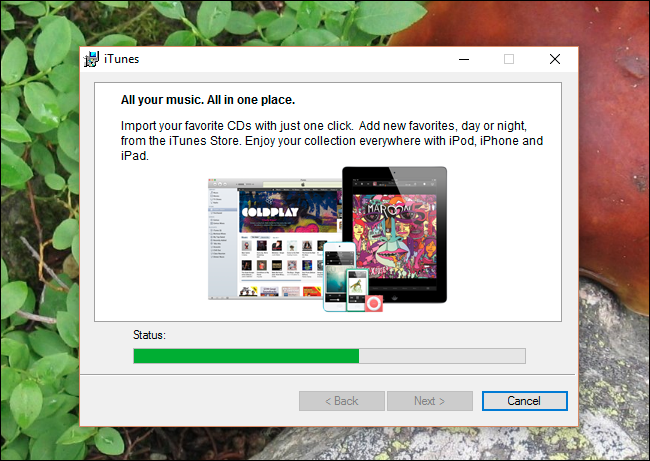 iTunes
All your music. All in one place.
Import your favorite CDs with just one click.  Add new favorites, day or night,
from the iTunes Store. Enjoy your collection everywhere with iPod, iPhone and
iPad.
COLDPLAY
MAROON
Status:
< Back
Next >
Cancel